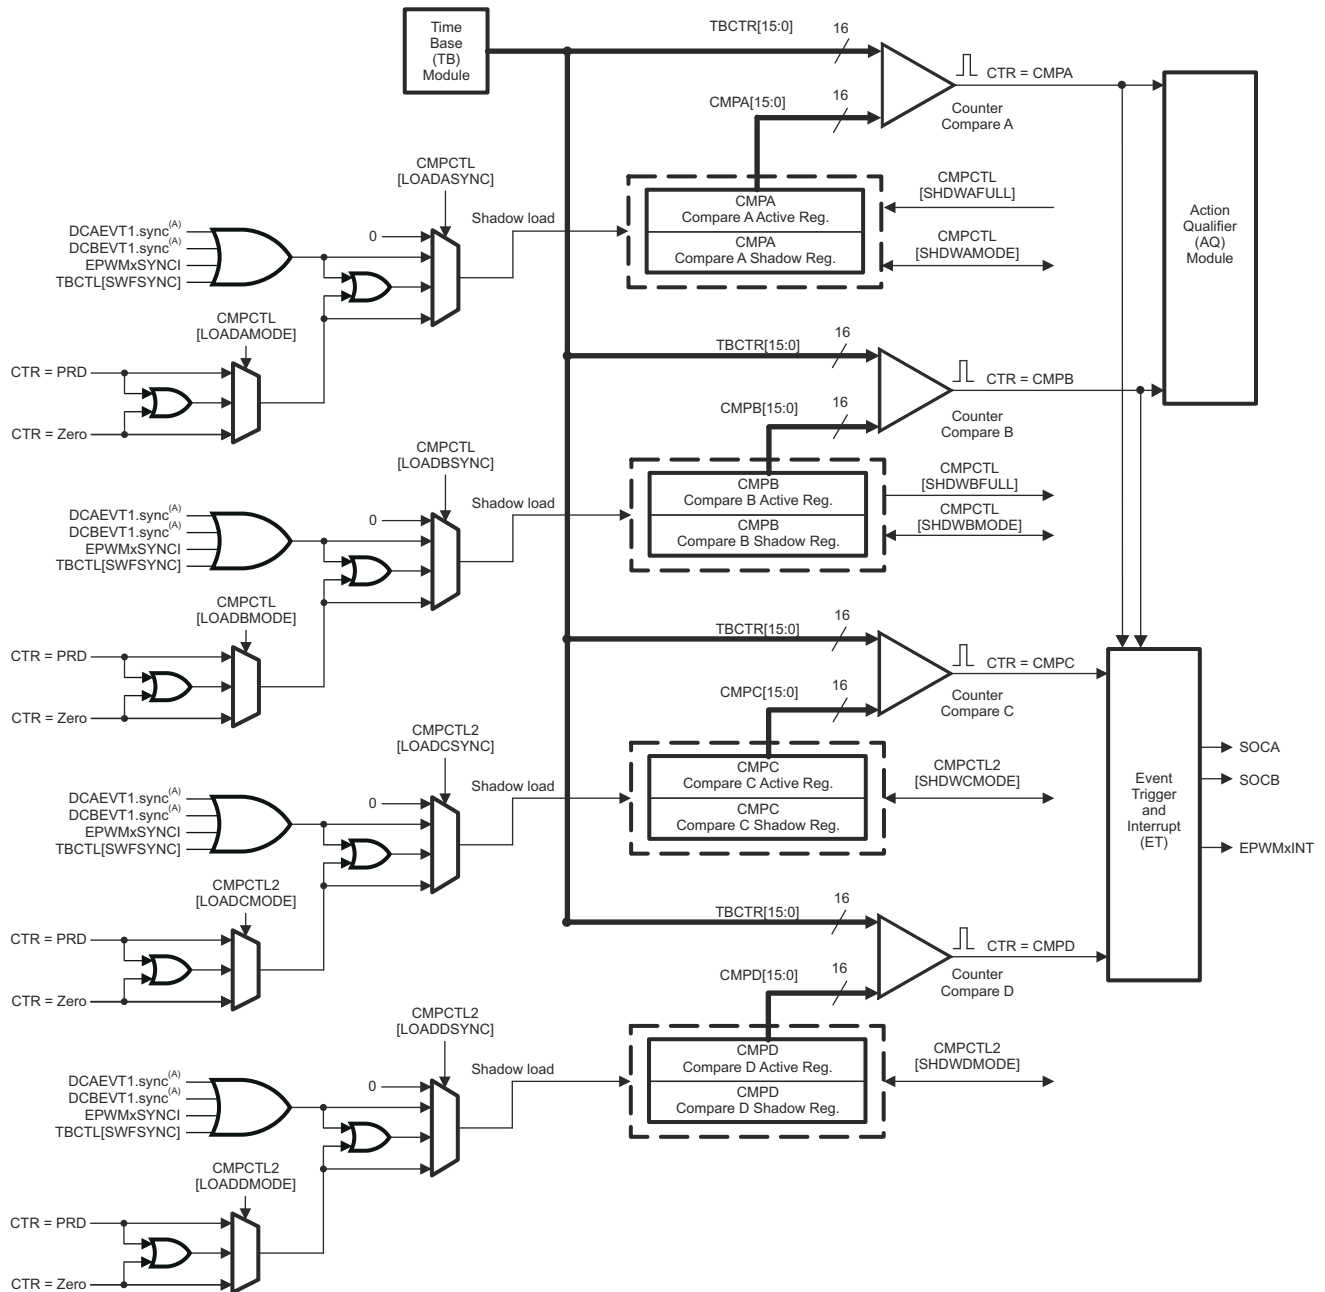 Time
Base
(TB)
Module
TBCTR[15:0]
16
CTR = CMPA
CMPA[15:0]
16
Counter
Compare A
CMPCTL
[LOADASYNC]
Shadow load
0
DCAEVT1.sync(A)
DCBEVT1.sync(A)
EPWMxSYNCI
TBCTL[SWFSYNC]
CMPA
Compare A Active Reg.
CMPA
Compare A Shadow Reg.
CMPCTL
[SHDWAFULL]
CMPCTL
[SHDWAMODE]
Action
Qualifier
(AQ)
Module
CMPCTL
[LOADAMODE]
CTR = PRD
CTR = Zero
TBCTR[15:0]
16
CTR = CMPB
CMPB[15:0]
16
Counter
Compare B
CMPCTL
[LOADBSYNC]
Shadow load
0
DCAEVT1.sync(A)
DCBEVT1.sync(A)
EPWMxSYNCI
TBCTL[SWFSYNC]
CMPB
Compare B Active Reg.
CMPB
Compare B Shadow Reg.
CMPCTL
[SHDWBFULL]
CMPCTL
[SHDWBMODE]
CMPCTL
[LOADBMODE]
CTR = PRD
CTR = Zero
TBCTR[15:0]
16
CTR = CMPC
CMPC[15:0]
16
Counter
Compare C
CMPCTL2
[LOADCSYNC]
Shadow load
0
DCAEVT1.sync(A)
DCBEVT1.sync(A)
EPWMxSYNCI
TBCTL[SWFSYNC]
CMPC
Compare C Active Reg.
CMPC
Compare C Shadow Reg.
CMPCTL2
[SHDWCMODE]
Event
Trigger
and
Interrupt
(ET)
SOCA
SOCB
EPWMxINT
CMPCTL2
[LOADCMODE]
CTR = PRD
CTR = Zero
TBCTR[15:0]
16
CTR = CMPD
CMPD[15:0]
16
Counter
Compare D
CMPCTL2
[LOADDSYNC]
Shadow load
0
DCAEVT1.sync(A)
DCBEVT1.sync(A)
EPWMxSYNCI
TBCTL[SWFSYNC]
CMPD
Compare D Active Reg.
CMPD
Compare D Shadow Reg.
CMPCTL2
[SHDWDMODE]
CMPCTL2
[LOADDMODE]
CTR = PRD
CTR = Zero